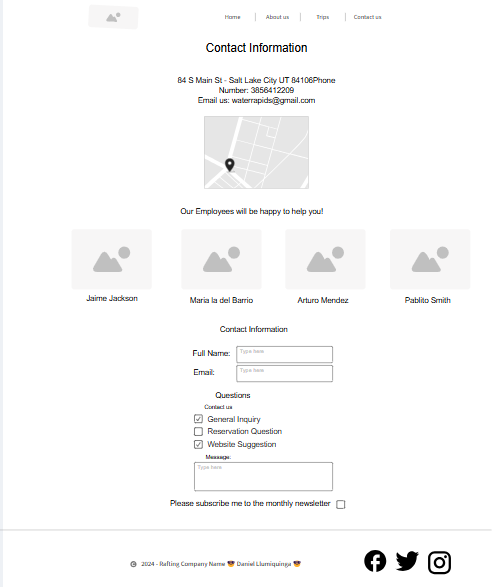 Home | About us | Trips | Contact us
Contact Information
84 S Main St - Salt Lake City UT 84106Phone
Number: 3856412209
Email us: waterrapids@gmail.com
Our Employees will be happy to help you!
Jaime Jackson Maria la del Barrio Arturo Mendez Pablito Smith
Contact Information
Full Name: Type here
Email: Type here
Questions
Contact us
General Inquiry
Reservation Question
Website Suggestion
Message:
Type here
Please subscribe me to the monthly newsletter
© 2024 - Rafting Company Name 😎 Daniel Llumiquinga 😎